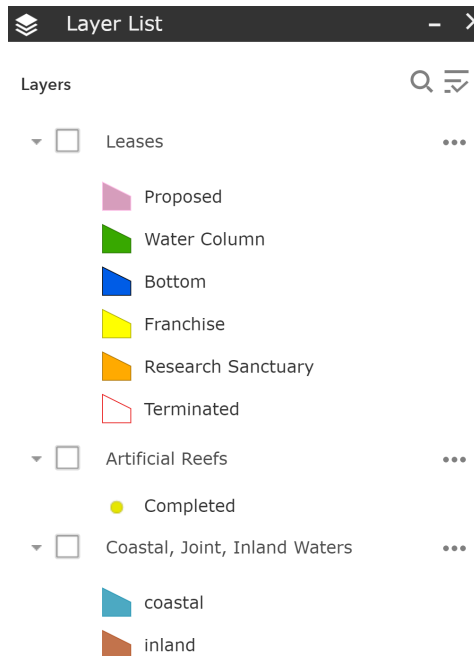 Layer List
Layers
Leases
Proposed
Water Column
Bottom
Franchise
Research Sanctuary
Terminated
Artificial Reefs
Completed
Coastal, Joint, Inland Waters
coastal
inland